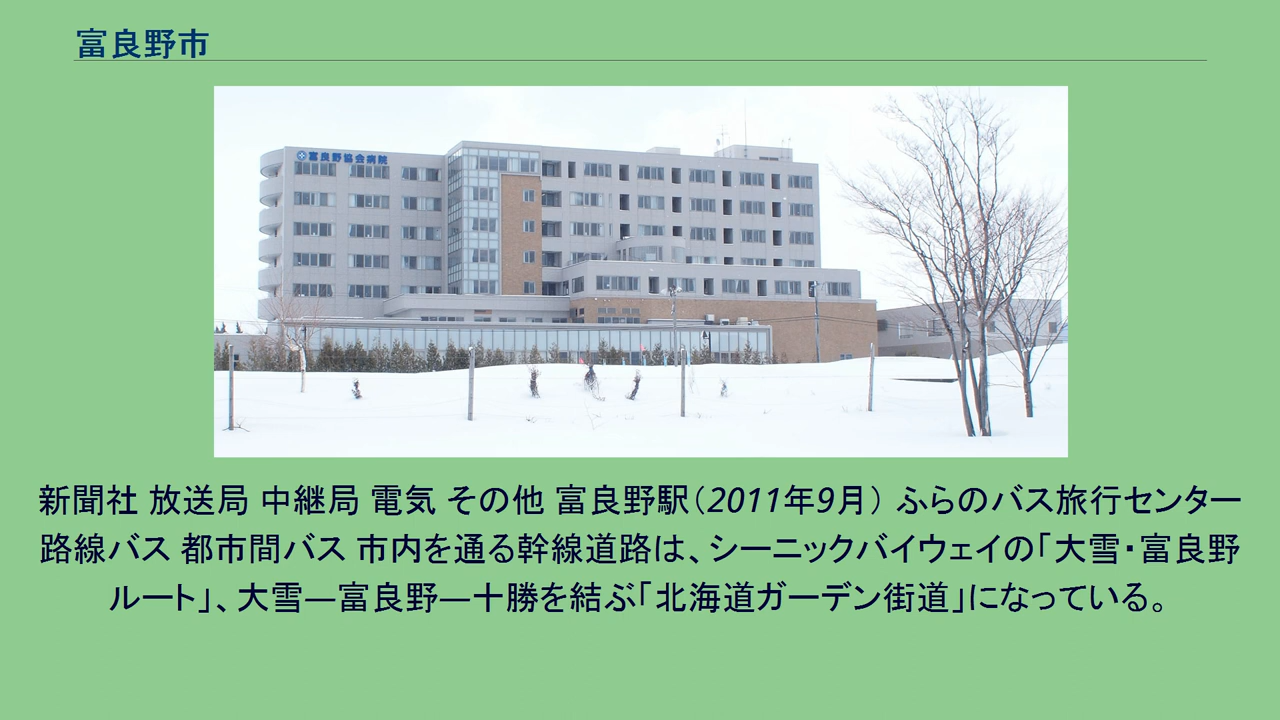 富良野市
富良野協会病院
新聞社 放送局 中継局 電気 その他 富良野駅（2011年9月） ふらのバス旅行センター
路線バス 都市間バス 市内を通る幹線道路は、シーニックバイウェイの「大雪・富良野
ルート」、大雪―富良野―十勝を結ぶ「北海道ガーデン街道」になっている。